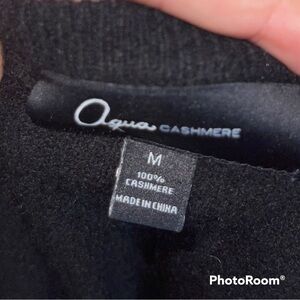 Aqua CASHMERE
M
100%
CASHMERE
MADE IN CHINA
PhotoRoom®